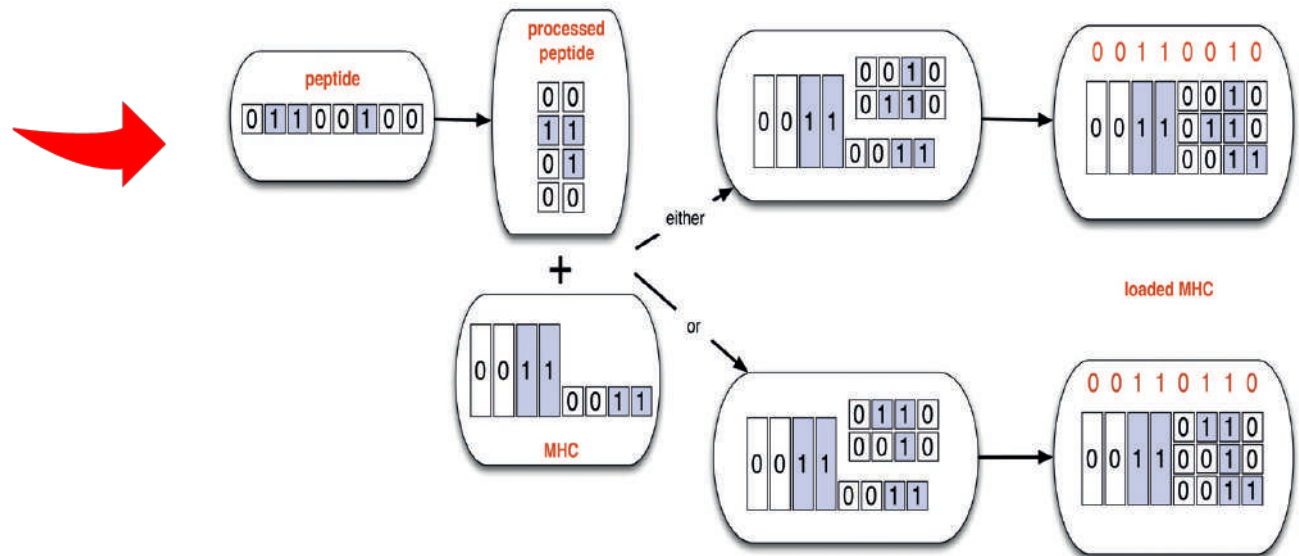 peptide
0 1 1 0 0 1 0 0
processed
peptide
0 0
1 1
0 1
0 0
+
MHC
0 0 1 1
0 0 1 1
either
or
0 0 1 0
0 1 1 0
0 0 1 1
0 0 1 1
0 0 1 1 0 0 1 0
0 0 1 0
0 0 1 1 0 1 1 0
0 0 1 1
loaded MHC
0 1 1 0
0 0 1 0
0 0 1 1
0 0 1 1
0 0 1 1 0 1 1 0
0 1 1 0
0 0 1 1 0 0 1 0
0 0 1 1